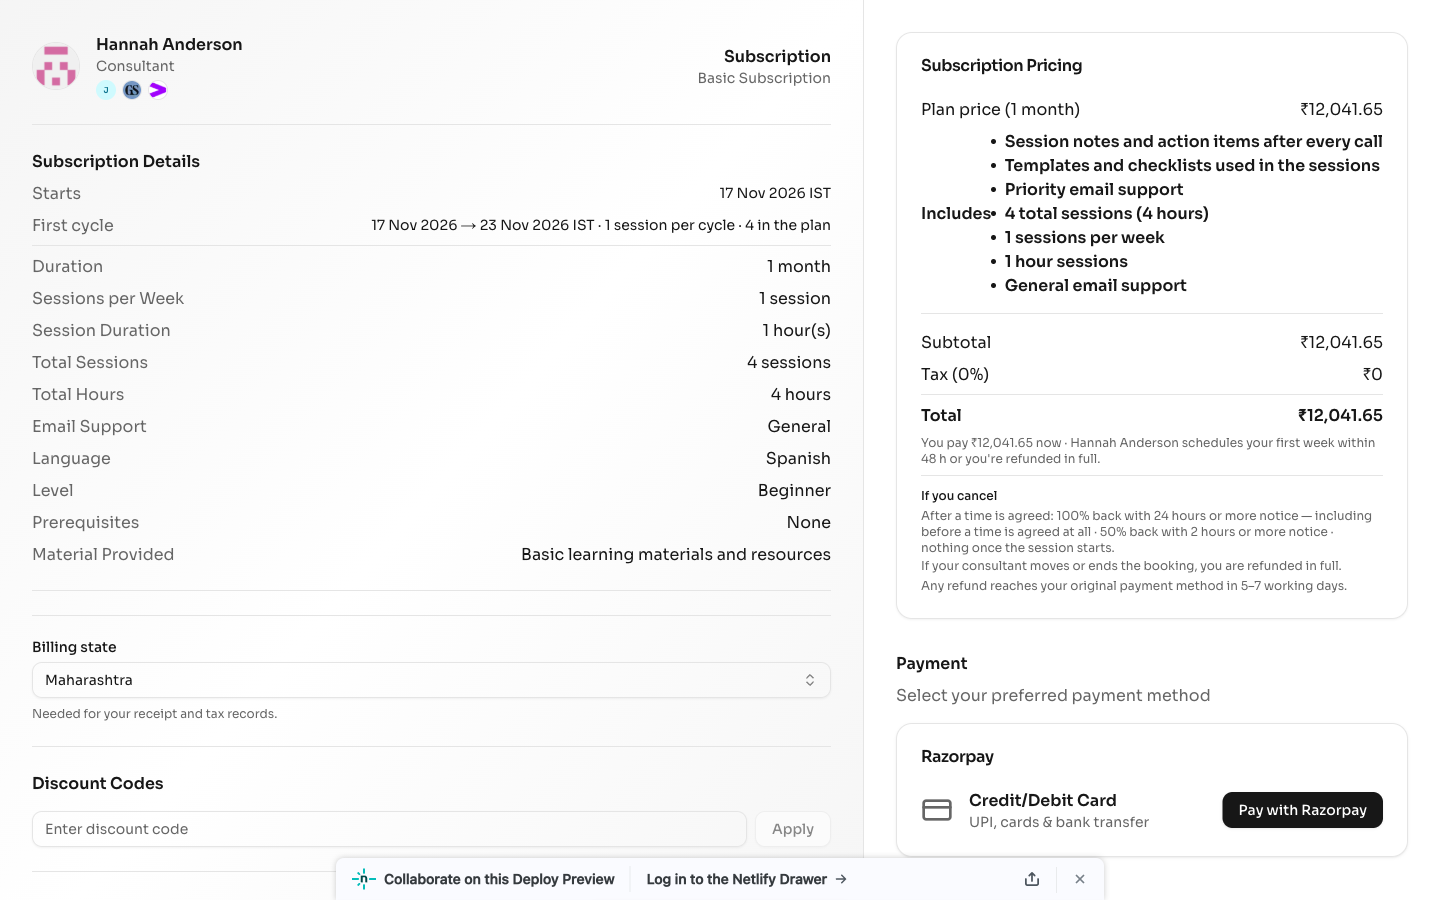 Hannah Anderson
Consultant
J GS
Subscription
Basic Subscription
Subscription Details
Starts 17 Nov 2026 IST
First cycle 17 Nov 2026 → 23 Nov 2026 IST · 1 session per cycle · 4 in the plan
Duration 1 month
Sessions per Week 1 session
Session Duration 1 hour(s)
Total Sessions 4 sessions
Total Hours 4 hours
Email Support General
Language Spanish
Level Beginner
Prerequisites None
Material Provided Basic learning materials and resources
Billing state
Maharashtra
Needed for your receipt and tax records.
Discount Codes
Enter discount code Apply
Subscription Pricing
Plan price (1 month) ₹12,041.65
• Session notes and action items after every call
• Templates and checklists used in the sessions
• Priority email support
Includes • 4 total sessions (4 hours)
• 1 sessions per week
• 1 hour sessions
• General email support
Subtotal ₹12,041.65
Tax (0%) ₹0
Total ₹12,041.65
You pay ₹12,041.65 now · Hannah Anderson schedules your first week within
48 h or you're refunded in full.
If you cancel
After a time is agreed: 100% back with 24 hours or more notice — including
before a time is agreed at all · 50% back with 2 hours or more notice ·
nothing once the session starts.
If your consultant moves or ends the booking, you are refunded in full.
Any refund reaches your original payment method in 5–7 working days.
Payment
Select your preferred payment method
Razorpay
Credit/Debit Card
UPI, cards & bank transfer
Pay with Razorpay
Collaborate on this Deploy Preview Log in to the Netlify Drawer →